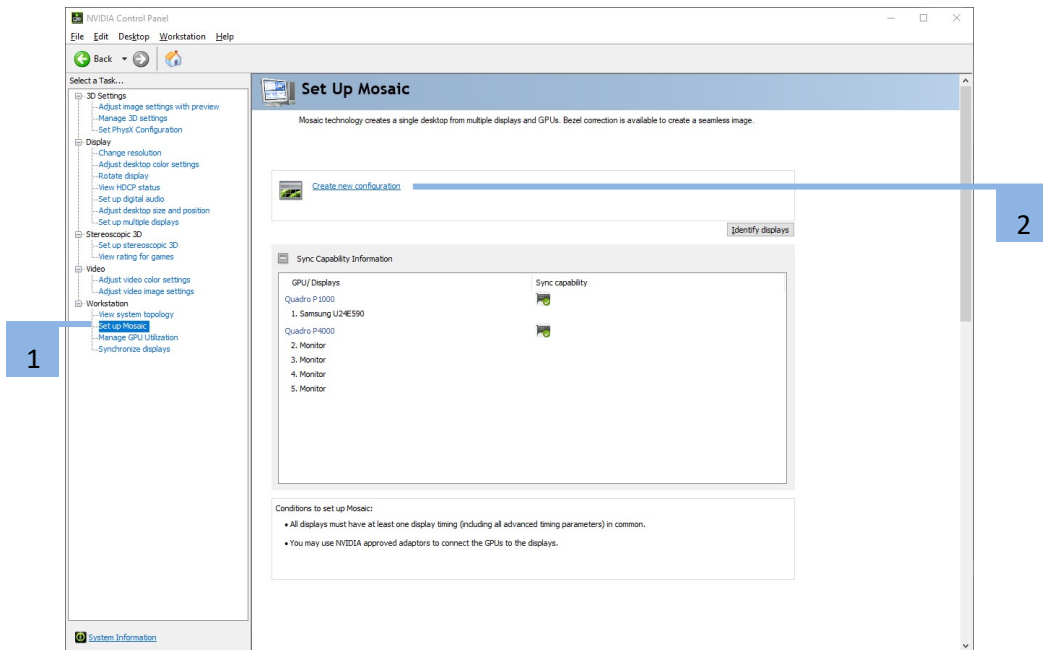 NVIDIA Control Panel
File Edit Desktop Workstation Help
Back
Select a Task...
3D Settings
Adjust image settings with preview
Manage 3D settings
Set PhysX Configuration
Display
Change resolution
Adjust desktop color settings
Rotate display
View HDCP status
Set up digital audio
Adjust desktop size and position
Set up multiple displays
Stereoscopic 3D
Set up stereoscopic 3D
View rating for games
Video
Adjust video color settings
Adjust video image settings
Workstation
View system topology
Set up Mosaic
Manage GPU Utilization
Synchronize displays
1
System Information
Set Up Mosaic
Mosaic technology creates a single desktop from multiple displays and GPUs. Bezel correction is available to create a seamless image.
Create new configuration
2
Identify displays
Sync Capability Information
GPU/ Displays Sync capability
Quadro P1000
1. Samsung U24E590
Quadro P4000
2. Monitor
3. Monitor
4. Monitor
5. Monitor
Conditions to set up Mosaic:
• All displays must have at least one display timing (including all advanced timing parameters) in common.
• You may use NVIDIA approved adaptors to connect the GPUs to the displays.